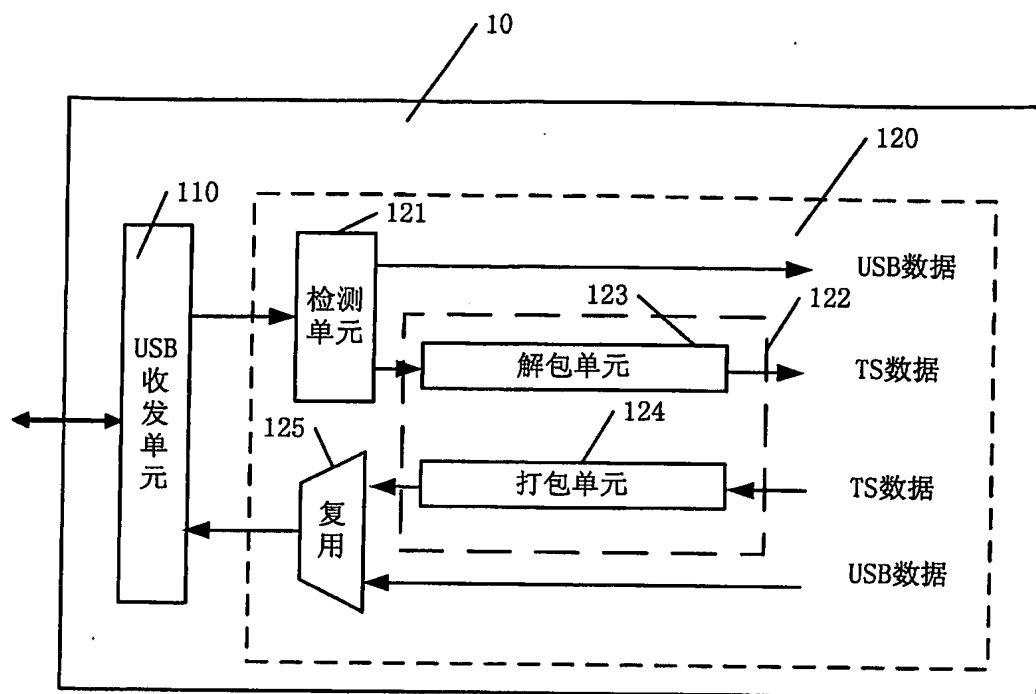 10
120
110
121
USB数据
检测
单元
123
122
解包单元
TS数据
USB
收
发
单
元
125
124
打包单元
TS数据
复
用
USB数据